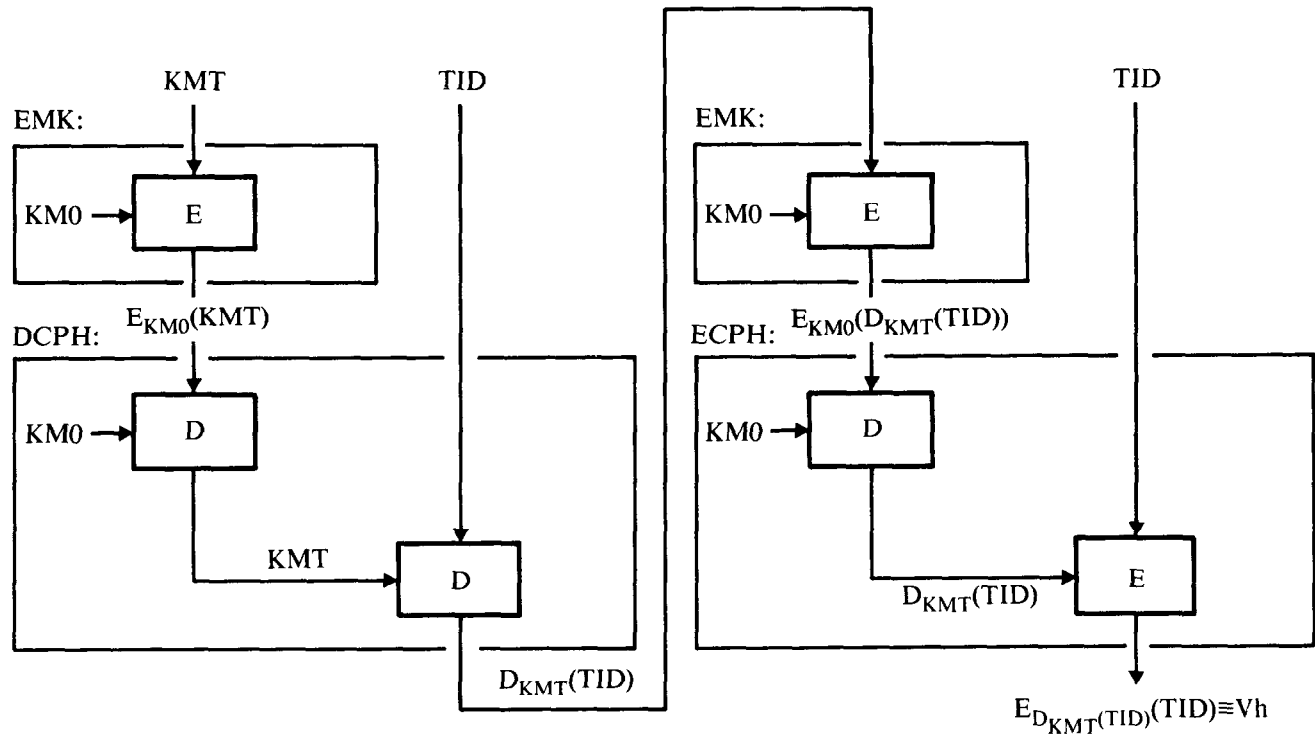 KMT
TID
EMK:
KM0
E
E_KM0(KMT)
DCPH:
KM0
D
KMT
D
D_KMT(TID)
TID
EMK:
KM0
E
E_KM0(D_KMT(TID))
ECPH:
KM0
D
D_KMT(TID)
E
E_D_KMT(TID)(TID)≡Vh